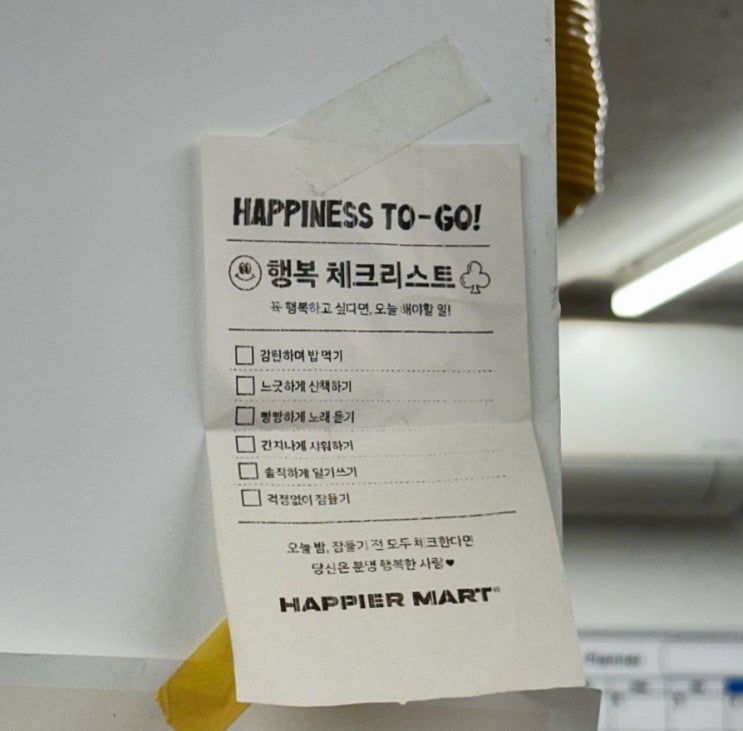 HAPPINESS TO-GO!
행복 체크리스트
꼭 행복하고 싶다면, 오늘 해야할 일!
감탄하며 밥 먹기
느긋하게 산책하기
빵빵하게 노래 듣기
간지나게 샤워하기
솔직하게 일기쓰기
걱정없이 잠들기
오늘 밤, 잠들기 전 모두 체크한다면
당신은 분명 행복한 사람♥
HAPPIER MART